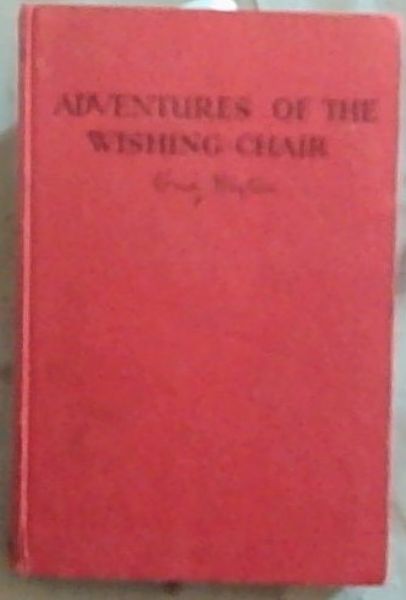 ADVENTURES OF THE
WISHING CHAIR
Enid Blyton